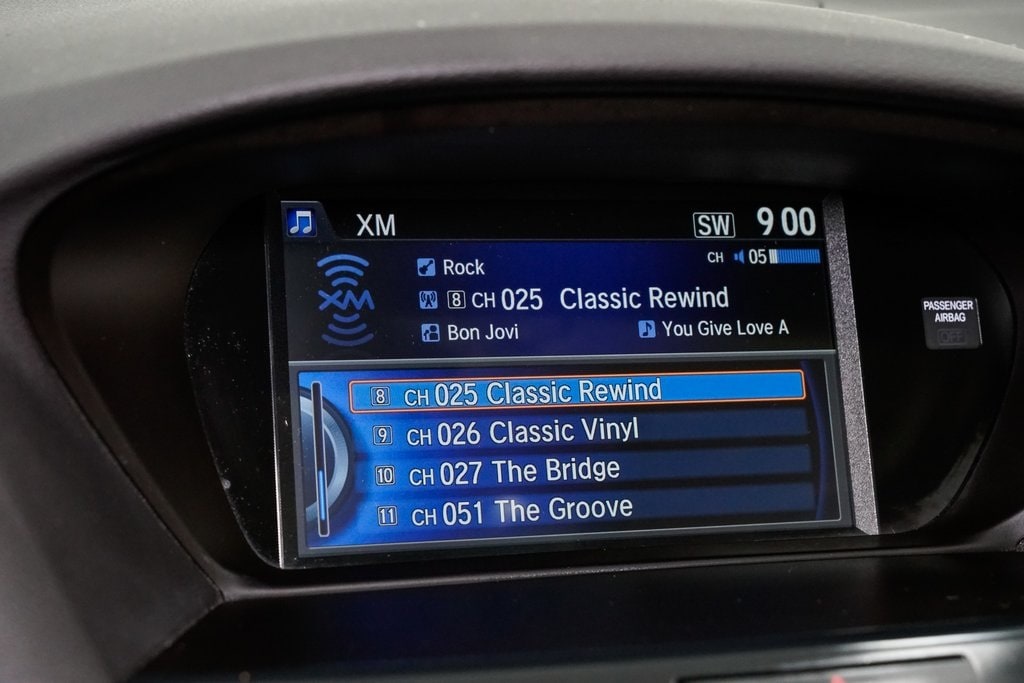 XM SW 9 00
CH 05
XM Rock
8 CH 025 Classic Rewind
Bon Jovi You Give Love A
8 CH 025 Classic Rewind
9 CH 026 Classic Vinyl
10 CH 027 The Bridge
11 CH 051 The Groove
PASSENGER
AIRBAG
OFF